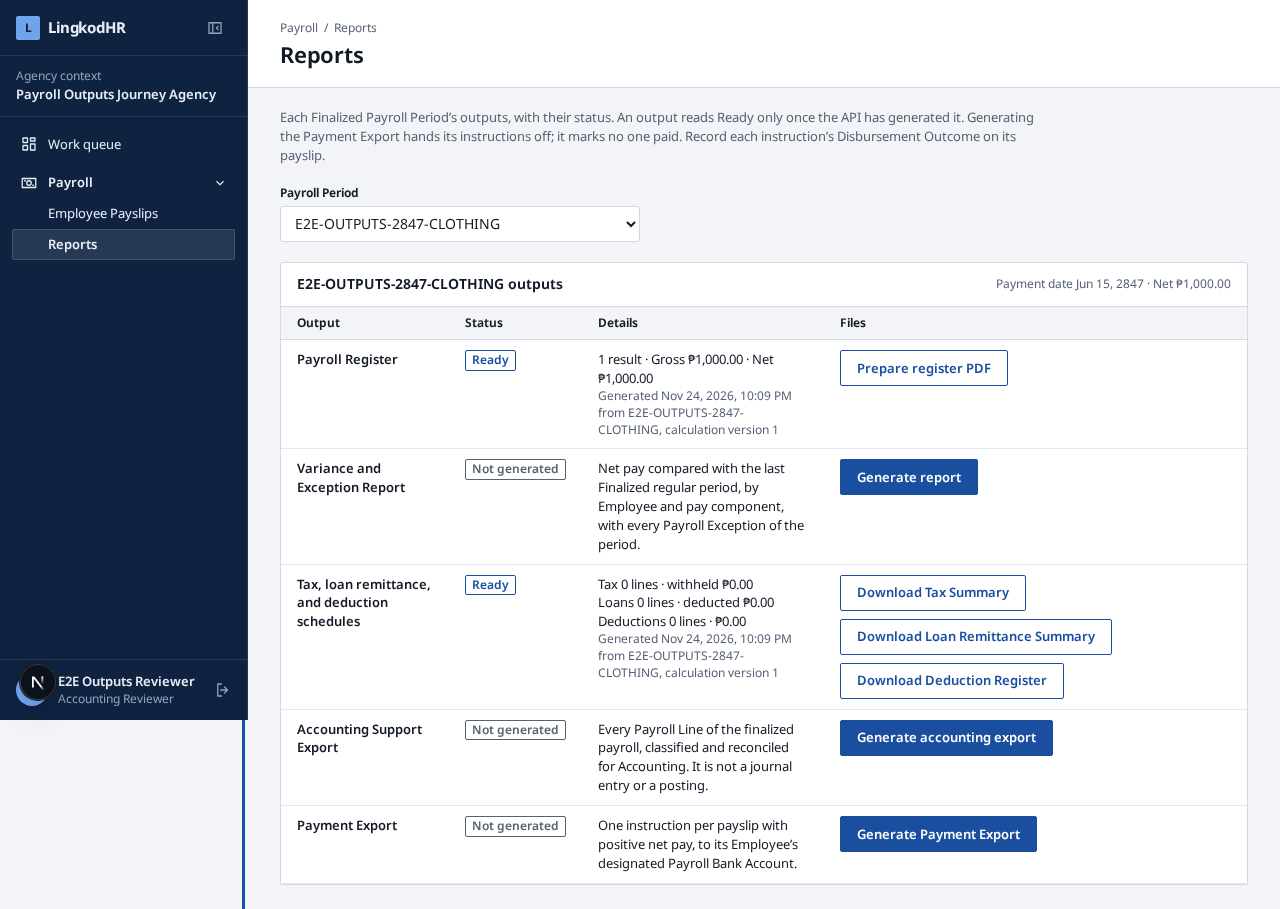 L LingkodHR
Agency context
Payroll Outputs Journey Agency
Work queue
Payroll
Employee Payslips
Reports
N
E2E Outputs Reviewer
Accounting Reviewer
Payroll / Reports
Reports
Each Finalized Payroll Period’s outputs, with their status. An output reads Ready only once the API has generated it. Generating
the Payment Export hands its instructions off; it marks no one paid. Record each instruction’s Disbursement Outcome on its
payslip.
Payroll Period
E2E-OUTPUTS-2847-CLOTHING
E2E-OUTPUTS-2847-CLOTHING outputs
Payment date Jun 15, 2847 · Net ₱1,000.00
Output Status Details Files
Payroll Register
Ready
1 result · Gross ₱1,000.00 · Net
₱1,000.00
Generated Nov 24, 2026, 10:09 PM
from E2E-OUTPUTS-2847-
CLOTHING, calculation version 1
Prepare register PDF
Variance and
Exception Report
Not generated
Net pay compared with the last
Finalized regular period, by
Employee and pay component,
with every Payroll Exception of the
period.
Generate report
Tax, loan remittance,
and deduction
schedules
Ready
Tax 0 lines · withheld ₱0.00
Loans 0 lines · deducted ₱0.00
Deductions 0 lines · ₱0.00
Generated Nov 24, 2026, 10:09 PM
from E2E-OUTPUTS-2847-
CLOTHING, calculation version 1
Download Tax Summary
Download Loan Remittance Summary
Download Deduction Register
Accounting Support
Export
Not generated
Every Payroll Line of the finalized
payroll, classified and reconciled
for Accounting. It is not a journal
entry or a posting.
Generate accounting export
Payment Export
Not generated
One instruction per payslip with
positive net pay, to its Employee’s
designated Payroll Bank Account.
Generate Payment Export